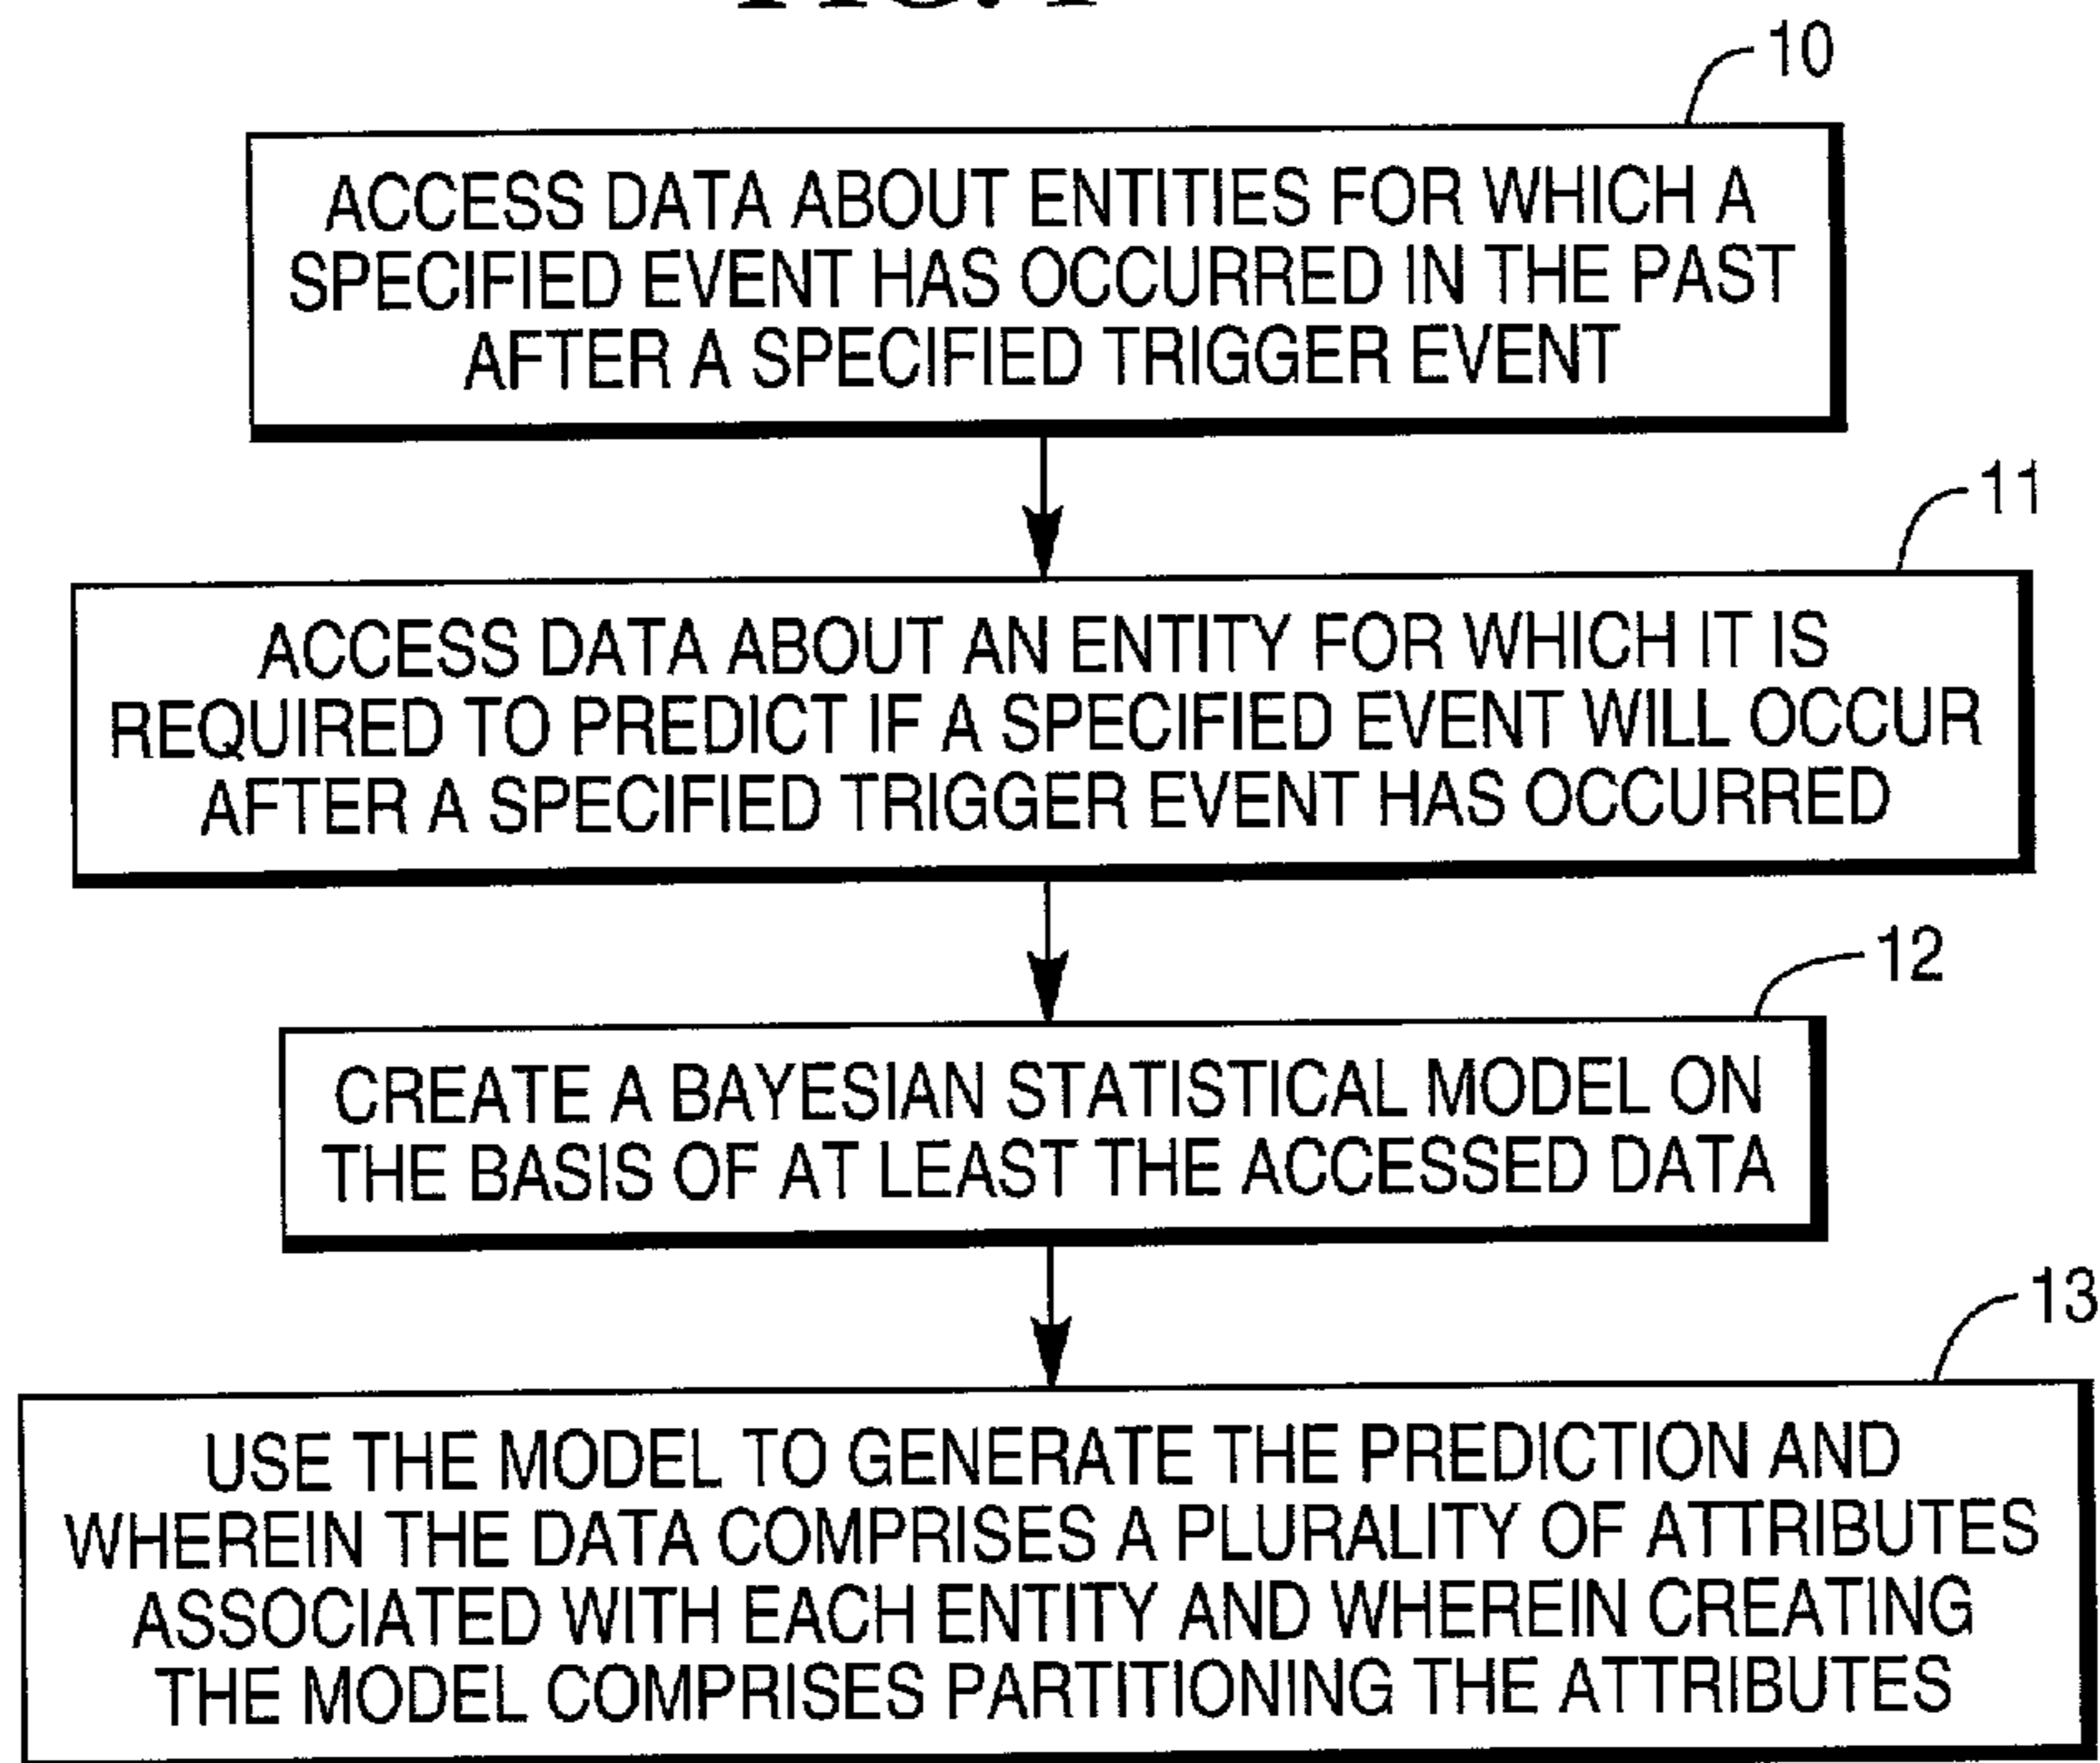 10
ACCESS DATA ABOUT ENTITIES FOR WHICH A
SPECIFIED EVENT HAS OCCURRED IN THE PAST
AFTER A SPECIFIED TRIGGER EVENT
11
ACCESS DATA ABOUT AN ENTITY FOR WHICH IT IS
REQUIRED TO PREDICT IF A SPECIFIED EVENT WILL OCCUR
AFTER A SPECIFIED TRIGGER EVENT HAS OCCURRED
12
CREATE A BAYESIAN STATISTICAL MODEL ON
THE BASIS OF AT LEAST THE ACCESSED DATA
13
USE THE MODEL TO GENERATE THE PREDICTION AND
WHEREIN THE DATA COMPRISES A PLURALITY OF ATTRIBUTES
ASSOCIATED WITH EACH ENTITY AND WHEREIN CREATING
THE MODEL COMPRISES PARTITIONING THE ATTRIBUTES